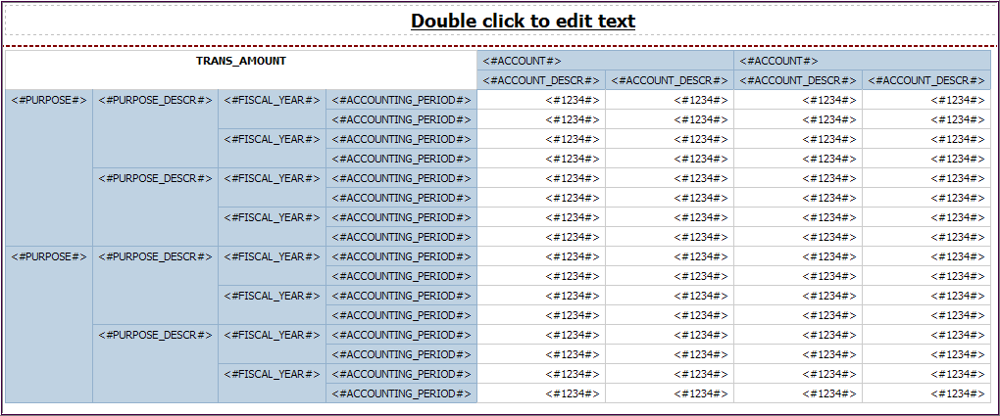 Double click to edit text
TRANS_AMOUNT <#ACCOUNT#> <#ACCOUNT#>
<#ACCOUNT_DESCR#> <#ACCOUNT_DESCR#> <#ACCOUNT_DESCR#> <#ACCOUNT_DESCR#>
<#PURPOSE#> <#PURPOSE_DESCR#> <#FISCAL_YEAR#> <#ACCOUNTING_PERIOD#> <#1234#> <#1234#> <#1234#> <#1234#>
<#ACCOUNTING_PERIOD#> <#1234#> <#1234#> <#1234#> <#1234#>
<#FISCAL_YEAR#> <#ACCOUNTING_PERIOD#> <#1234#> <#1234#> <#1234#> <#1234#>
<#ACCOUNTING_PERIOD#> <#1234#> <#1234#> <#1234#> <#1234#>
<#PURPOSE_DESCR#> <#FISCAL_YEAR#> <#ACCOUNTING_PERIOD#> <#1234#> <#1234#> <#1234#> <#1234#>
<#ACCOUNTING_PERIOD#> <#1234#> <#1234#> <#1234#> <#1234#>
<#FISCAL_YEAR#> <#ACCOUNTING_PERIOD#> <#1234#> <#1234#> <#1234#> <#1234#>
<#ACCOUNTING_PERIOD#> <#1234#> <#1234#> <#1234#> <#1234#>
<#PURPOSE#> <#PURPOSE_DESCR#> <#FISCAL_YEAR#> <#ACCOUNTING_PERIOD#> <#1234#> <#1234#> <#1234#> <#1234#>
<#ACCOUNTING_PERIOD#> <#1234#> <#1234#> <#1234#> <#1234#>
<#FISCAL_YEAR#> <#ACCOUNTING_PERIOD#> <#1234#> <#1234#> <#1234#> <#1234#>
<#ACCOUNTING_PERIOD#> <#1234#> <#1234#> <#1234#> <#1234#>
<#PURPOSE_DESCR#> <#FISCAL_YEAR#> <#ACCOUNTING_PERIOD#> <#1234#> <#1234#> <#1234#> <#1234#>
<#ACCOUNTING_PERIOD#> <#1234#> <#1234#> <#1234#> <#1234#>
<#FISCAL_YEAR#> <#ACCOUNTING_PERIOD#> <#1234#> <#1234#> <#1234#> <#1234#>
<#ACCOUNTING_PERIOD#> <#1234#> <#1234#> <#1234#> <#1234#>